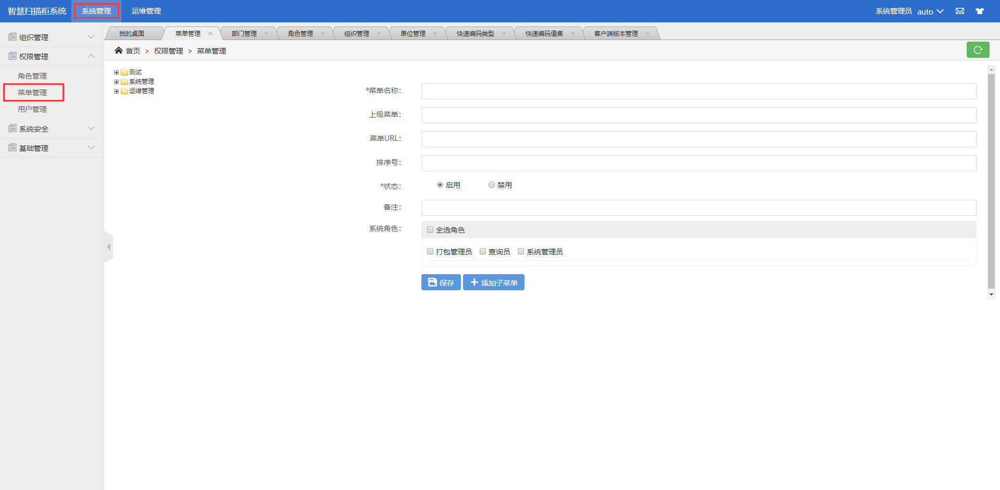 智慧扫描柜系统 系统管理 运维管理 系统管理员 auto
组织管理
权限管理
角色管理
菜单管理
用户管理
系统安全
基础管理
我的桌面 菜单管理 部门管理 角色管理 组织管理 单位管理 快速编码类型 快速编码值集 客户端版本管理
首页 > 权限管理 > 菜单管理
测试
系统管理
运维管理
*菜单名称：
上级菜单：
菜单URL：
排序号：
*状态： 启用 禁用
备注：
系统角色： 全选角色
打包管理员 查询员 系统管理员
保存 添加子菜单